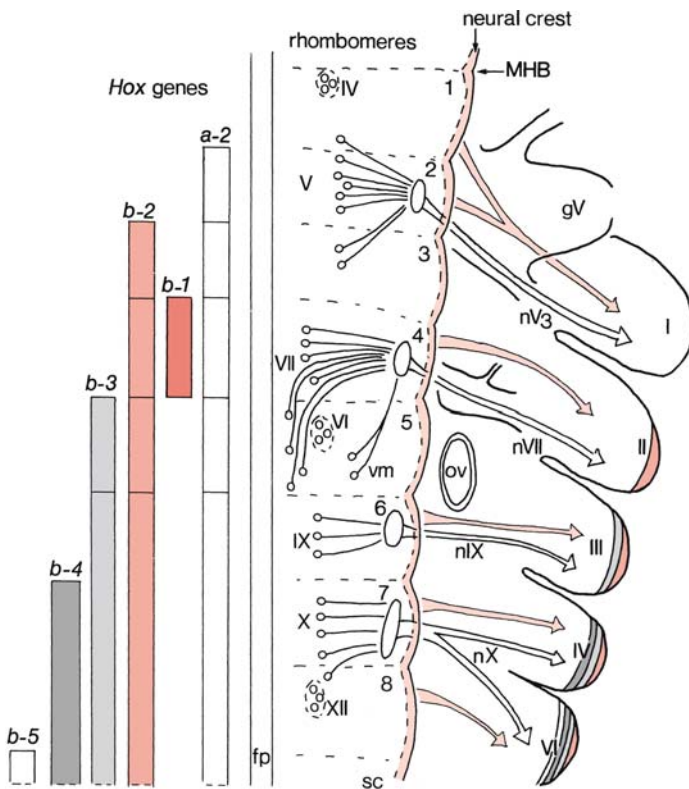 neural crest
rhombomeres
MHB
Hox genes
IV
1
a-2
2
V
b-2
gV
3
b-1
nV3
I
4
VII
b-3
VI
5
nVII
II
vm
ov
6
IX
nIX
III
b-4
7
X
nX
IV
8
XII
b-5
fp
VI
sc